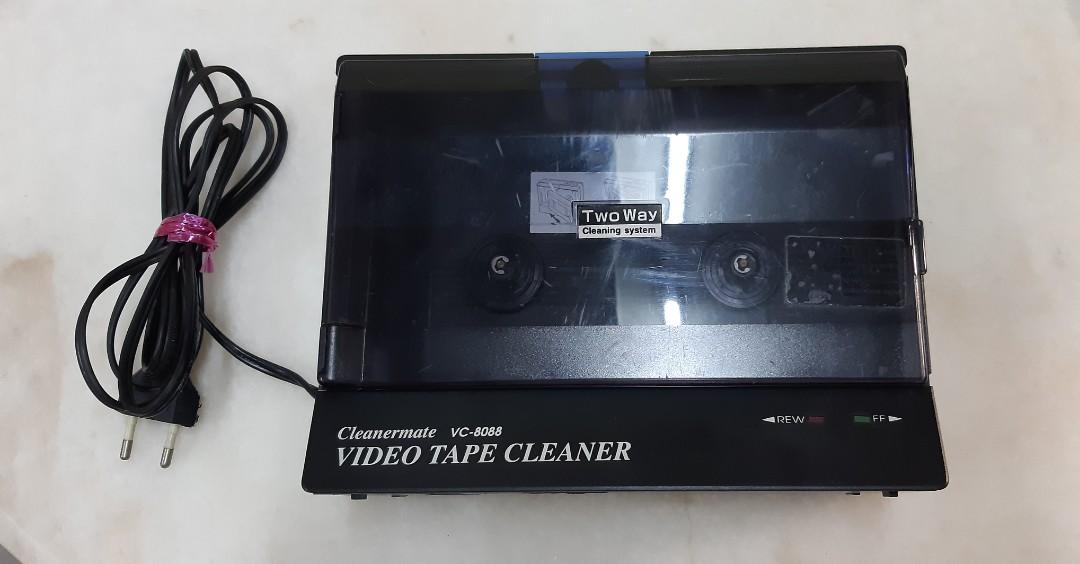 Two Way
Cleaning system
◄REW FF►
Cleanermate VC-8088
VIDEO TAPE CLEANER